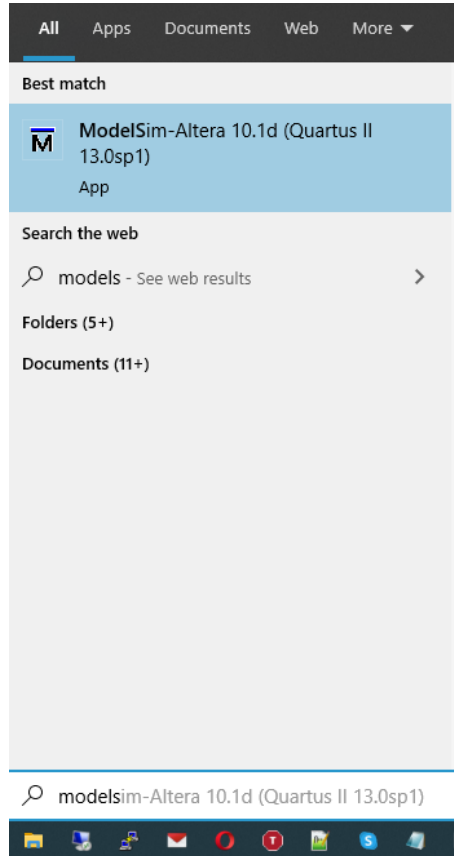 All Apps Documents Web More
Best match
ModelSim-Altera 10.1d (Quartus II
13.0sp1)
App
Search the web
models - See web results
Folders (5+)
Documents (11+)
modelsim-Altera 10.1d (Quartus II 13.0sp1)